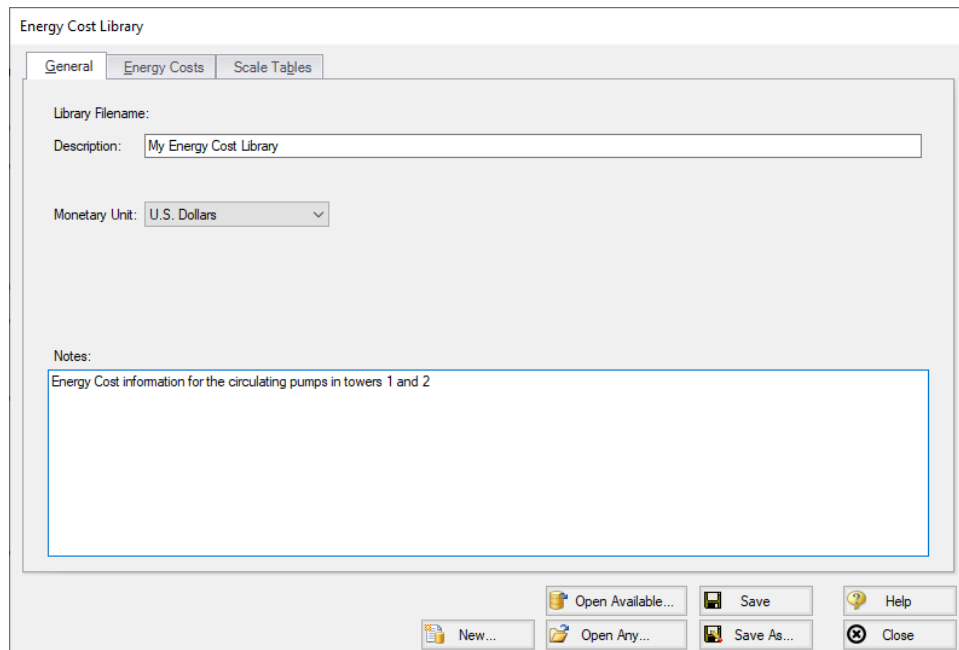 Energy Cost Library
General Energy Costs Scale Tables
Library Filename:
Description: My Energy Cost Library
Monetary Unit: U.S. Dollars
Notes:
Energy Cost information for the circulating pumps in towers 1 and 2
Open Available... Save Help
New... Open Any... Save As... Close